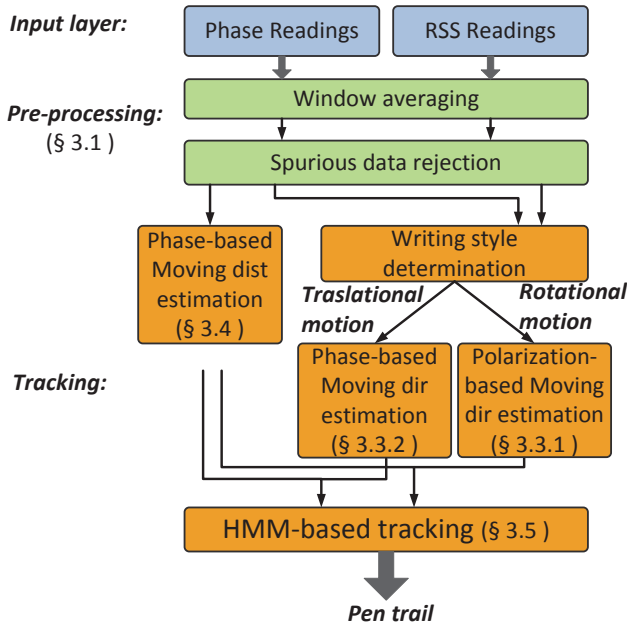 Input layer:
Phase Readings
RSS Readings
Pre-processing:
(§ 3.1 )
Window averaging
Spurious data rejection
Phase-based
Moving dist
estimation
(§ 3.4 )
Writing style
determination
Traslational
motion
Rotational
motion
Tracking:
Phase-based
Moving dir
estimation
(§ 3.3.2 )
Polarization-
based Moving
dir estimation
(§ 3.3.1 )
HMM-based tracking (§ 3.5 )
Pen trail